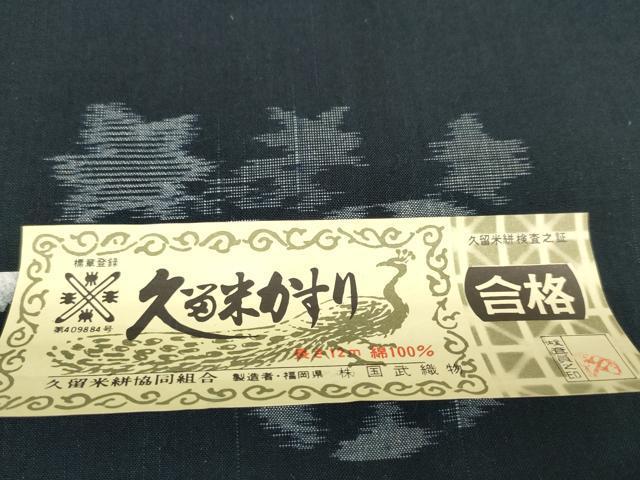 標章登録
第409884号
久留米かすり
長さ12m 綿100%
久留米絣協同組合 製造者・福岡県 株 国武織物
久留米絣検査之証
合格